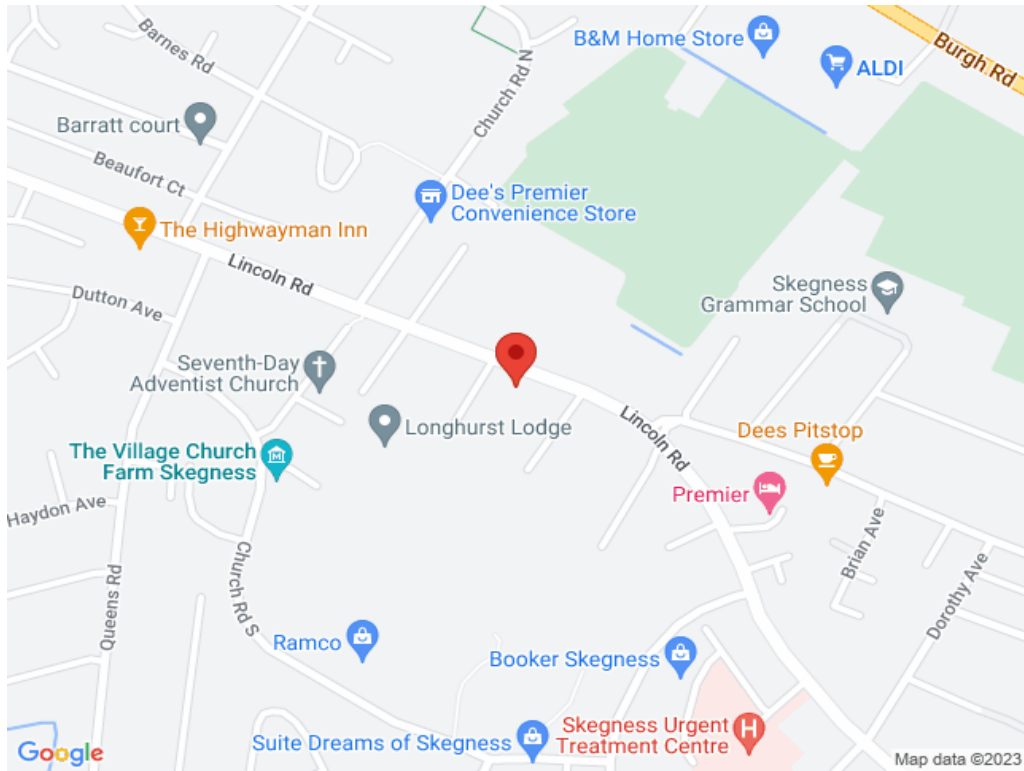 Barnes Rd
Church Rd N
B&M Home Store
ALDI
Burgh Rd
Barratt court
Beaufort Ct
Dee's Premier
Convenience Store
The Highwayman Inn
Lincoln Rd
Dutton Ave
Skegness
Grammar School
Seventh-Day
Adventist Church
Longhurst Lodge
Lincoln Rd
Dees Pitstop
The Village Church
Farm Skegness
Premier
Haydon Ave
Brian Ave
Church Rd S
Queens Rd
Dorothy Ave
Ramco
Booker Skegness
H
Skegness Urgent
Treatment Centre
Suite Dreams of Skegness
Google
Map data ©2023